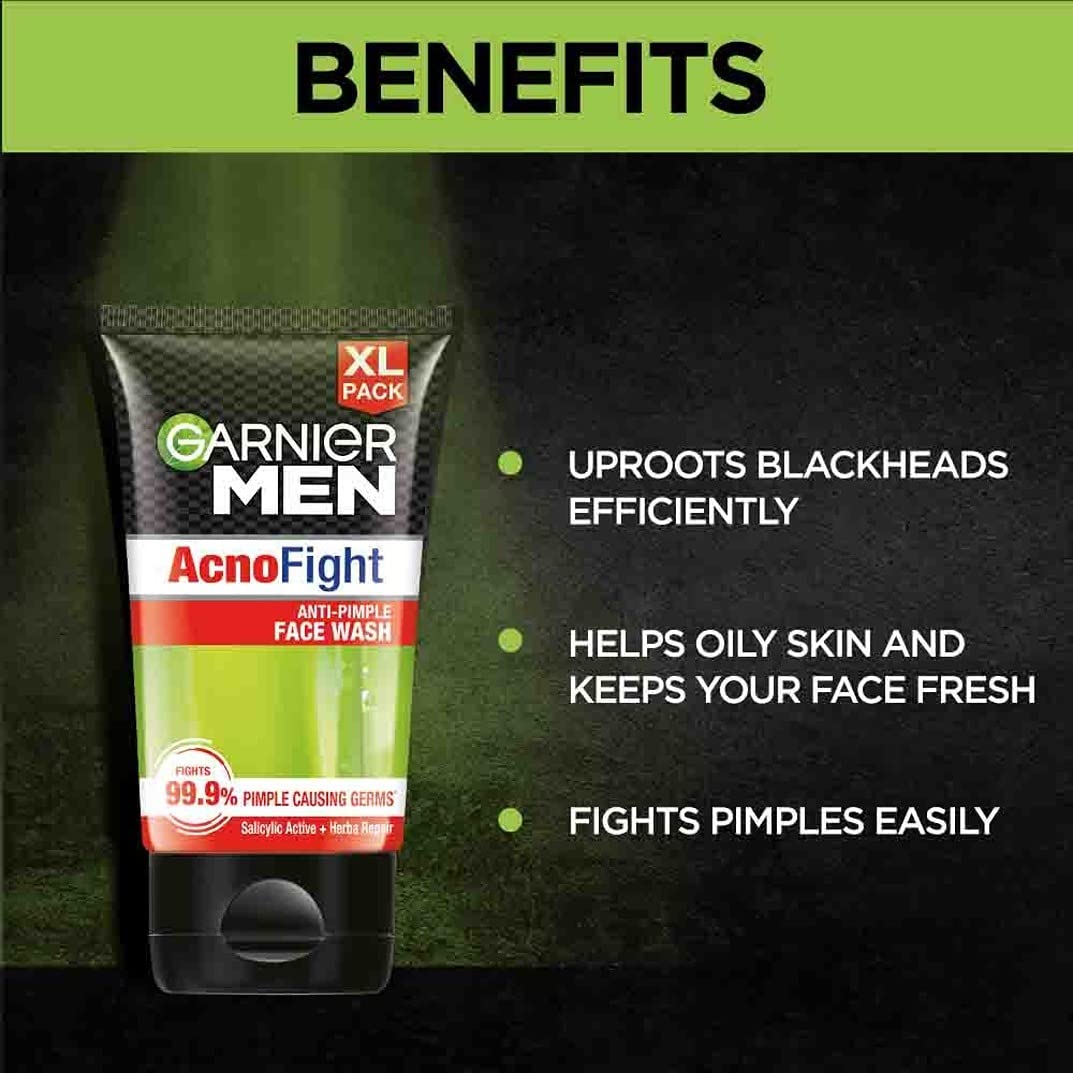 BENEFITS
XL
PACK
GARNIER
MEN
AcnoFight
ANTI-PIMPLE
FACE WASH
FIGHTS
99.9% PIMPLE CAUSING GERMS*
Salicylic Active + Herba Repair
UPROOTS BLACKHEADS
EFFICIENTLY
HELPS OILY SKIN AND
KEEPS YOUR FACE FRESH
FIGHTS PIMPLES EASILY